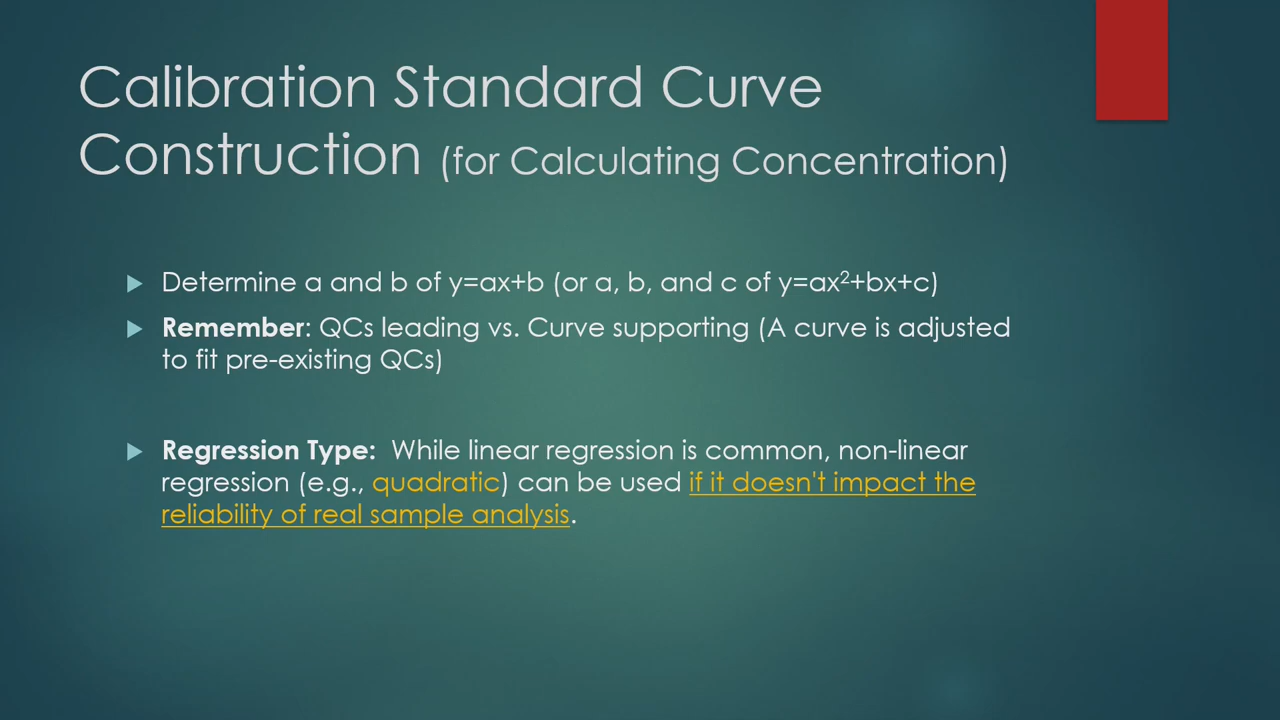 Calibration Standard Curve
Construction (for Calculating Concentration)
Determine a and b of y=ax+b (or a, b, and c of y=ax²+bx+c)
Remember: QCs leading vs. Curve supporting (A curve is adjusted
to fit pre-existing QCs)
Regression Type:  While linear regression is common, non-linear
regression (e.g., quadratic) can be used if it doesn't impact the
reliability of real sample analysis.